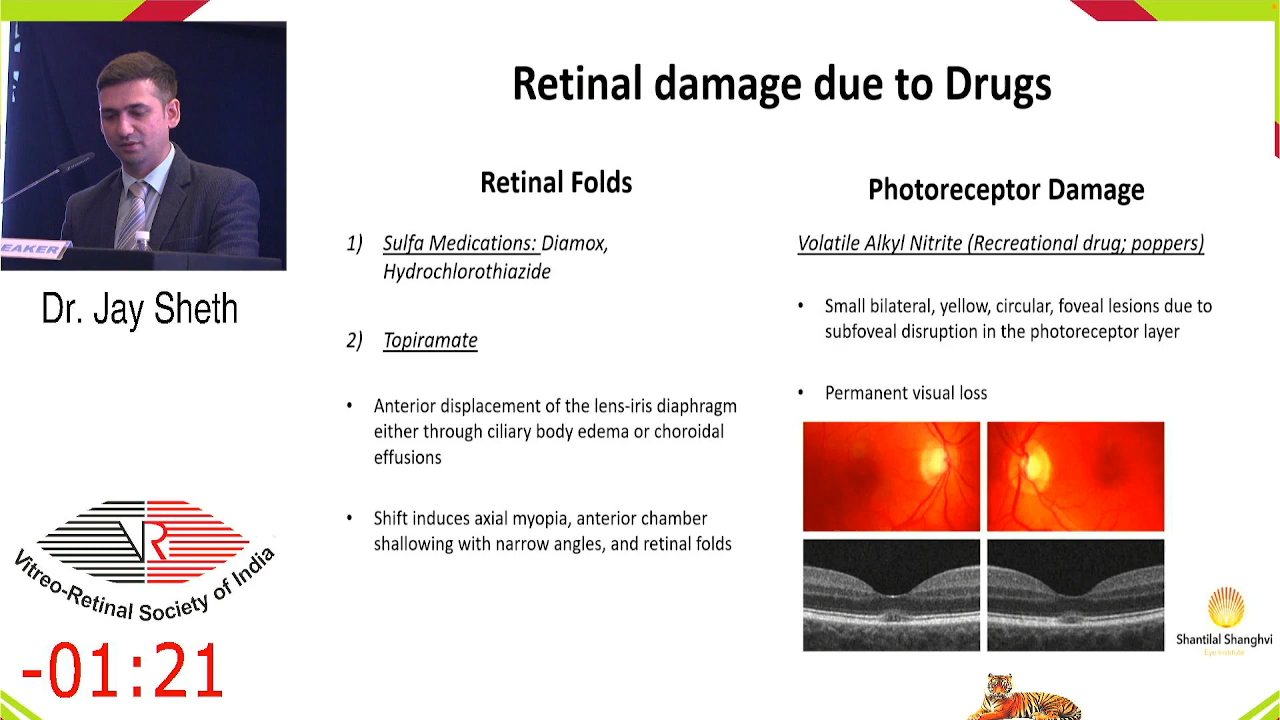 Retinal damage due to Drugs
EAKER
Dr. Jay Sheth
Retinal Folds
1) Sulfa Medications: Diamox,
Hydrochlorothiazide
2) Topiramate
• Anterior displacement of the lens-iris diaphragm
either through ciliary body edema or choroidal
effusions
• Shift induces axial myopia, anterior chamber
shallowing with narrow angles, and retinal folds
Photoreceptor Damage
Volatile Alkyl Nitrite (Recreational drug; poppers)
• Small bilateral, yellow, circular, foveal lesions due to
subfoveal disruption in the photoreceptor layer
• Permanent visual loss
VR
Vitreo-Retinal Society of India
-01:21
Shantilal Shanghvi
Eye Institute